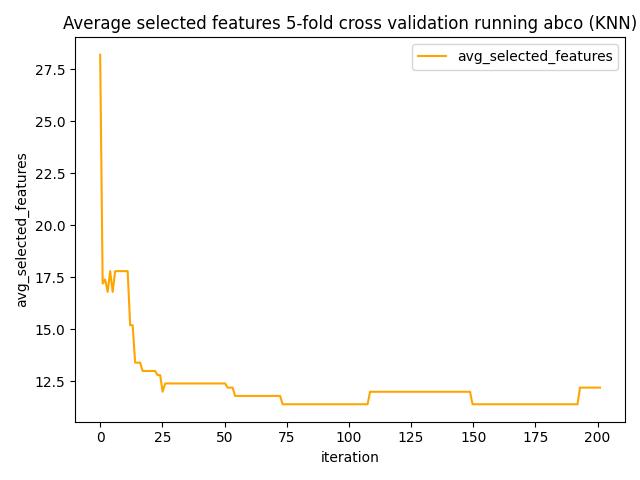 Average selected features 5-fold cross validation running abco (KNN)
avg_selected_features
27.5
25.0
22.5
20.0
17.5
15.0
12.5
avg_selected_features
0 25 50 75 100 125 150 175 200
iteration